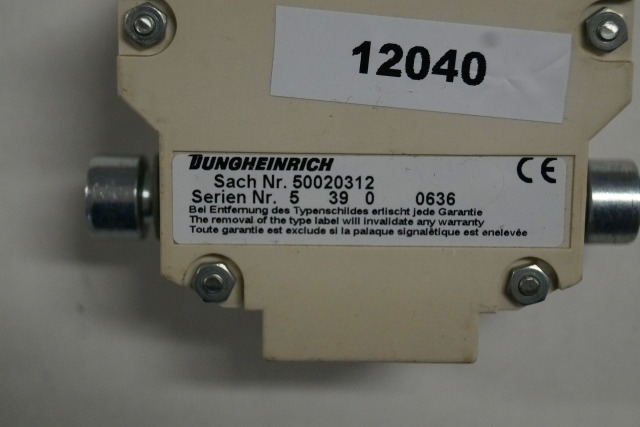 12040
JUNGHEINRICH
CE
Sach Nr. 50020312
Serien Nr. 5 39 0 0636
Bei Entfernung des Typenschildes erlischt jede Garantie
The removal of the type label will invalidate any warranty
Toute garantie est exclude si la palaque signalétique est enelevée